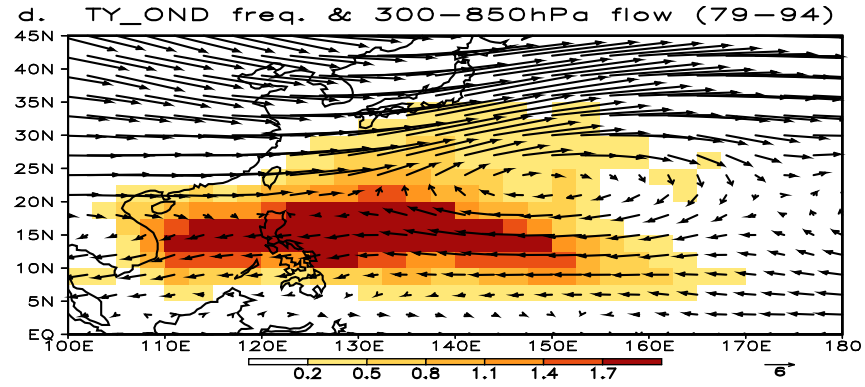 d. TY_OND freq. & 300-850hPa flow (79-94)
45N
40N
35N
30N
25N
20N
15N
10N
5N
EQ
100E 110E 120E 130E 140E 150E 160E 170E 180
0.2 0.5 0.8 1.1 1.4 1.7
6